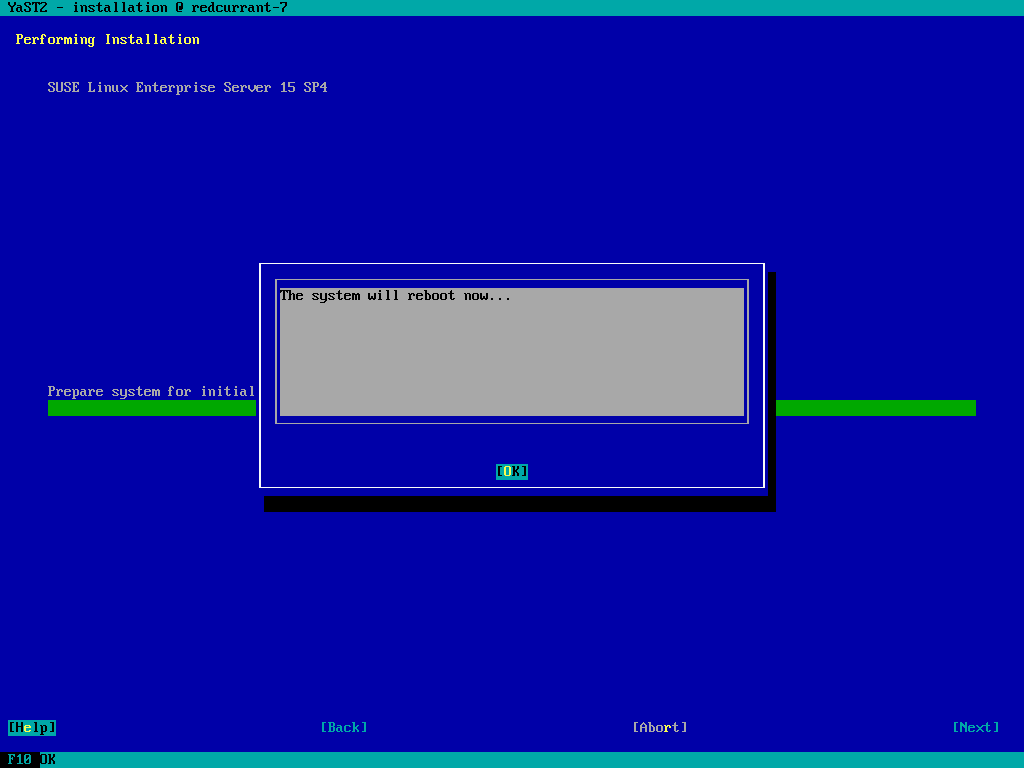 YaST2 - installation @ redcurrant-7
Performing Installation
SUSE Linux Enterprise Server 15 SP4
The system will reboot now...
Prepare system for initial
[OK]
[Help] [Back] [Abort] [Next]
F10 OK